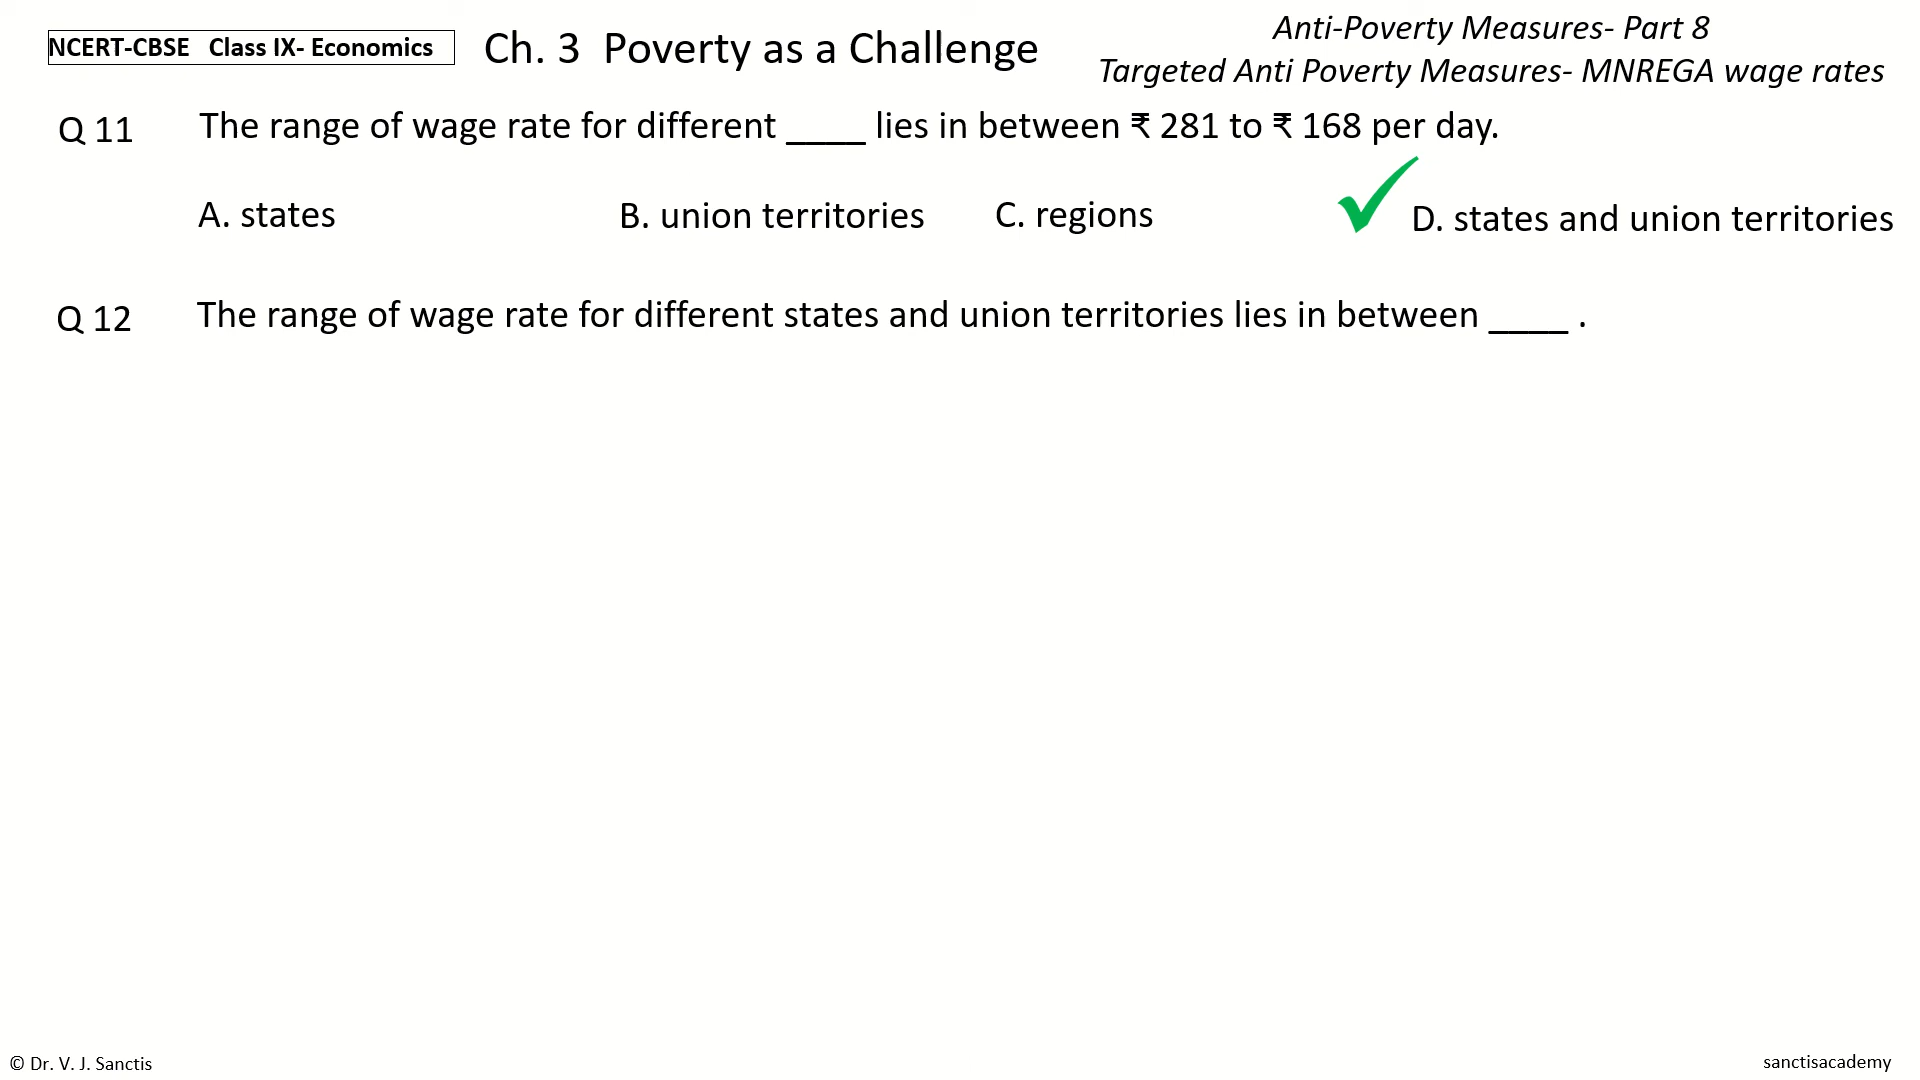 NCERT-CBSE Class IX- Economics
Ch. 3 Poverty as a Challenge
Anti-Poverty Measures- Part 8
Targeted Anti Poverty Measures- MNREGA wage rates
Q 11 The range of wage rate for different ____ lies in between ₹ 281 to ₹ 168 per day.
A. states B. union territories C. regions D. states and union territories
Q 12 The range of wage rate for different states and union territories lies in between ____ .
© Dr. V. J. Sanctis
sanctisacademy